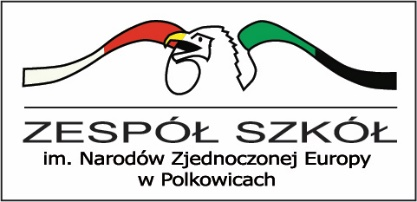 ZESPÓŁ SZKÓŁ
im. Narodów Zjednoczonej Europy
w Polkowicach